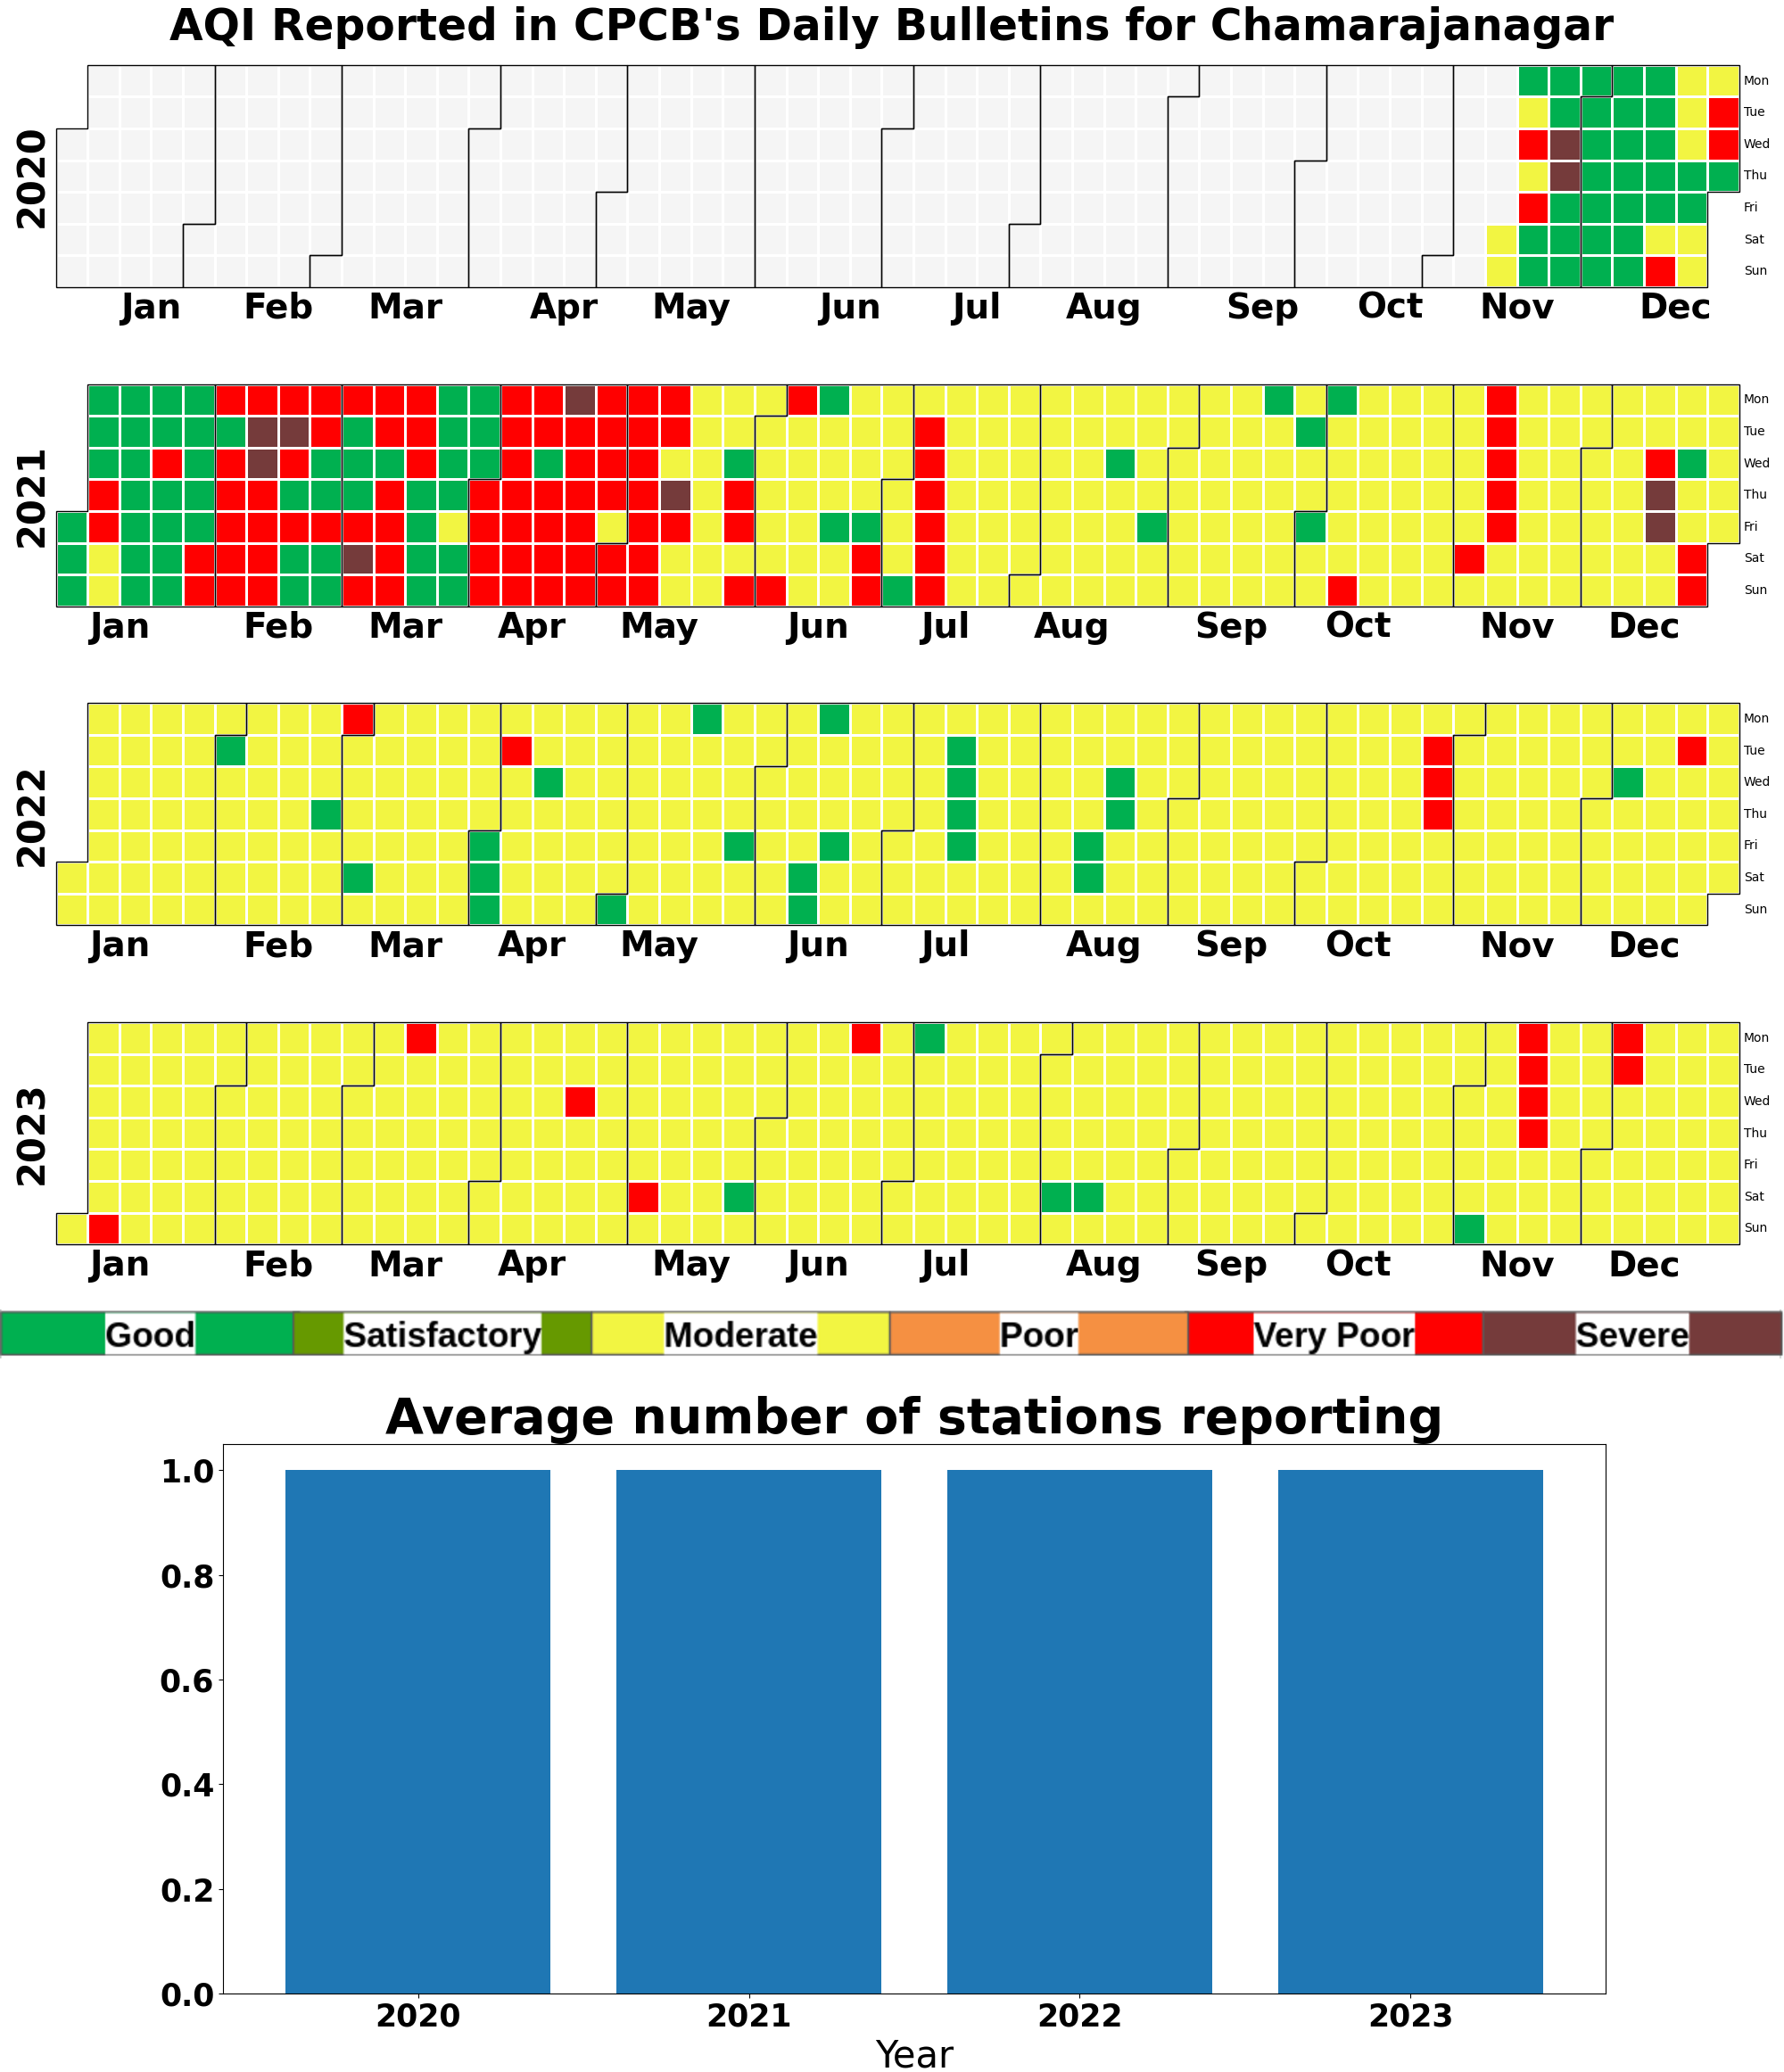 AQI Reported in CPCB's Daily Bulletins for Chamarajanagar
2020
Mon
Tue
Wed
Thu
Fri
Sat
Sun
Jan Feb Mar Apr May Jun Jul Aug Sep Oct Nov Dec
2021
Mon
Tue
Wed
Thu
Fri
Sat
Sun
Jan Feb Mar Apr May Jun Jul Aug Sep Oct Nov Dec
2022
Mon
Tue
Wed
Thu
Fri
Sat
Sun
Jan Feb Mar Apr May Jun Jul Aug Sep Oct Nov Dec
2023
Mon
Tue
Wed
Thu
Fri
Sat
Sun
Jan Feb Mar Apr May Jun Jul Aug Sep Oct Nov Dec
Good Satisfactory Moderate Poor Very Poor Severe
Average number of stations reporting
1.0
0.8
0.6
0.4
0.2
0.0
2020 2021 2022 2023
Year